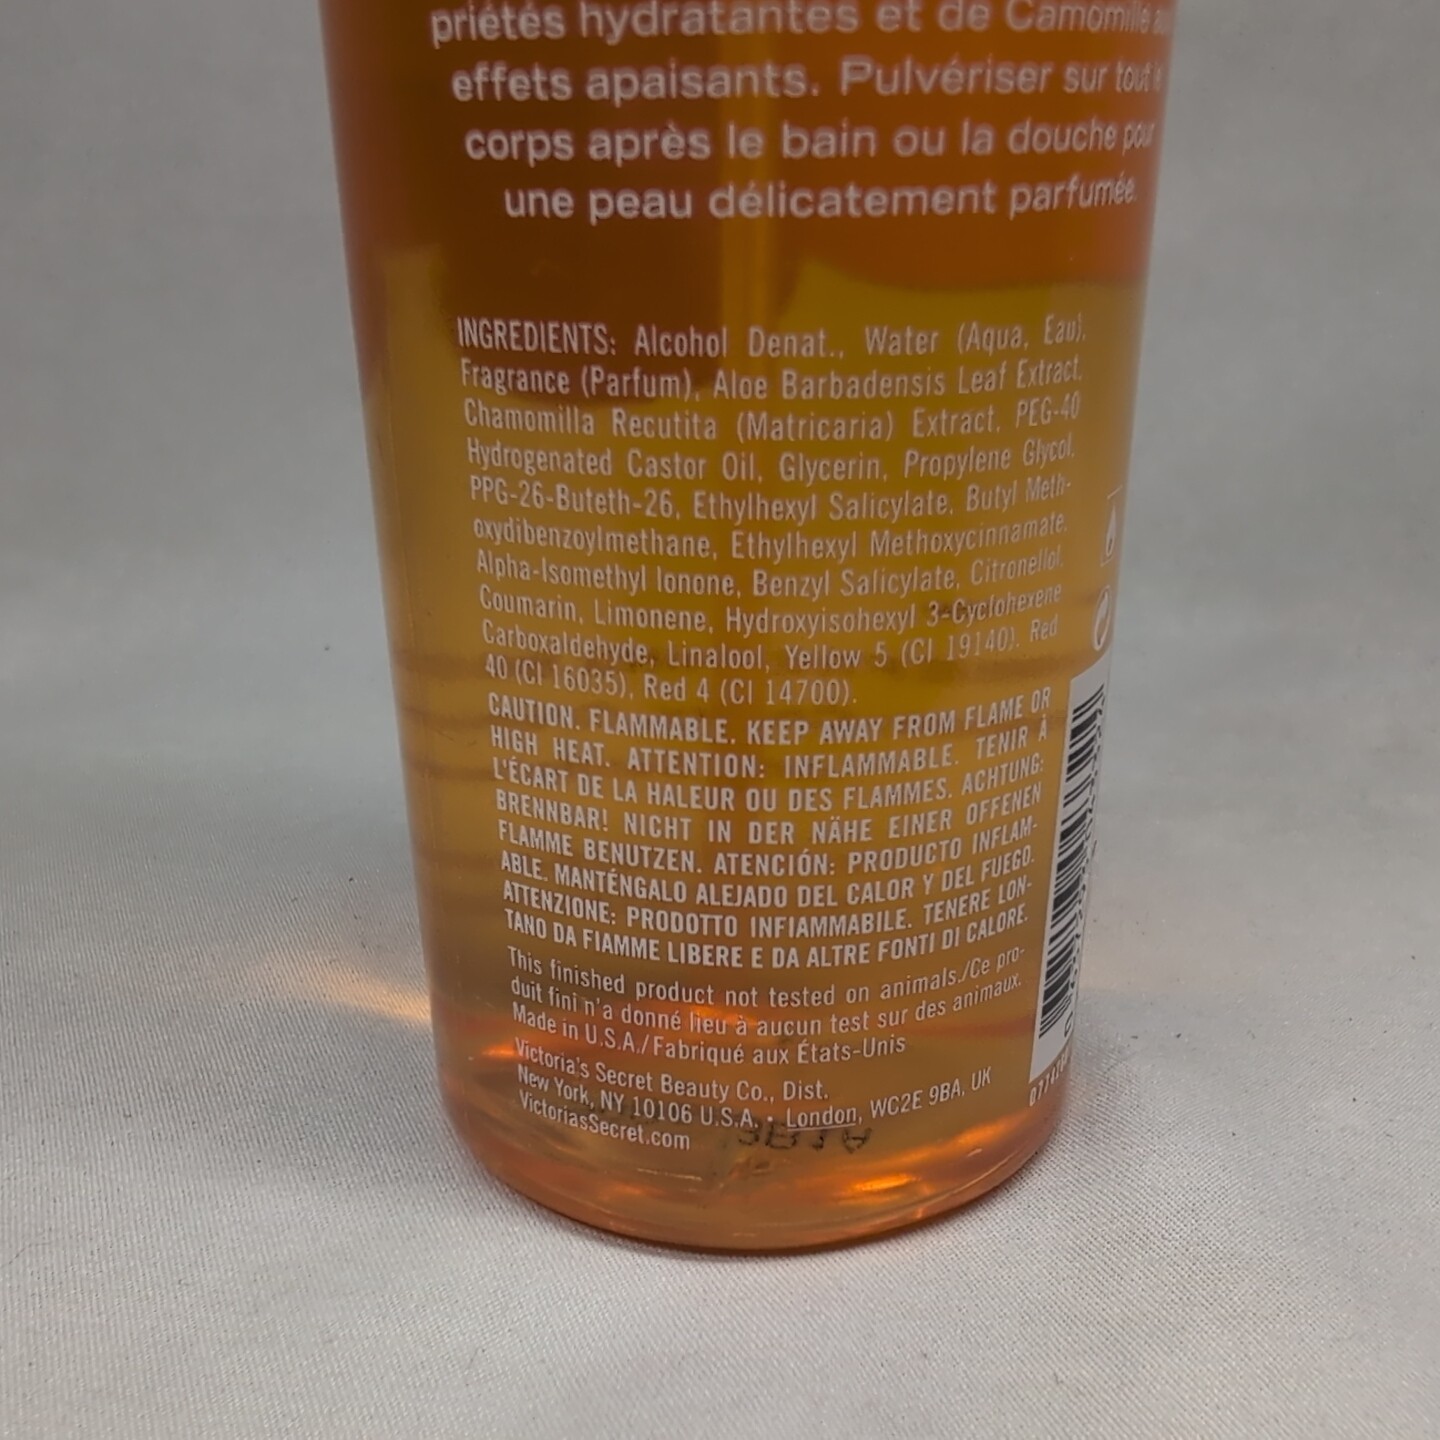 priétés hydratantes et de Camomille
effets apaisants. Pulvériser sur tout
corps après le bain ou la douche pour
une peau délicatement parfumée.
INGREDIENTS: Alcohol Denat., Water (Aqua, Eau),
Fragrance (Parfum), Aloe Barbadensis Leaf Extract,
Chamomilla Recutita (Matricaria) Extract, PEG-40
Hydrogenated Castor Oil, Glycerin, Propylene Glycol,
PPG-26-Buteth-26, Ethylhexyl Salicylate, Butyl Meth-
oxydibenzoylmethane, Ethylhexyl Methoxycinnamate,
Alpha-Isomethyl Ionone, Benzyl Salicylate, Citronellol,
Coumarin, Limonene, Hydroxyisohexyl 3-Cyclohexene
Carboxaldehyde, Linalool, Yellow 5 (CI 19140), Red
40 (CI 16035), Red 4 (CI 14700).
CAUTION. FLAMMABLE. KEEP AWAY FROM FLAME OR
HIGH HEAT. ATTENTION: INFLAMMABLE. TENIR À
L'ÉCART DE LA HALEUR OU DES FLAMMES. ACHTUNG:
BRENNBAR! NICHT IN DER NÄHE EINER OFFENEN
FLAMME BENUTZEN. ATENCIÓN: PRODUCTO INFLAM-
ABLE. MANTÉNGALO ALEJADO DEL CALOR Y DEL FUEGO.
ATTENZIONE: PRODOTTO INFIAMMABILE. TENERE LON-
TANO DA FIAMME LIBERE E DA ALTRE FONTI DI CALORE.
This finished product not tested on animals./Ce pro-
duit fini n'a donné lieu à aucun test sur des animaux.
Made in U.S.A./Fabriqué aux États-Unis
Victoria's Secret Beauty Co., Dist.
New York, NY 10106 U.S.A. • London, WC2E 9BA, UK
VictoriasSecret.com